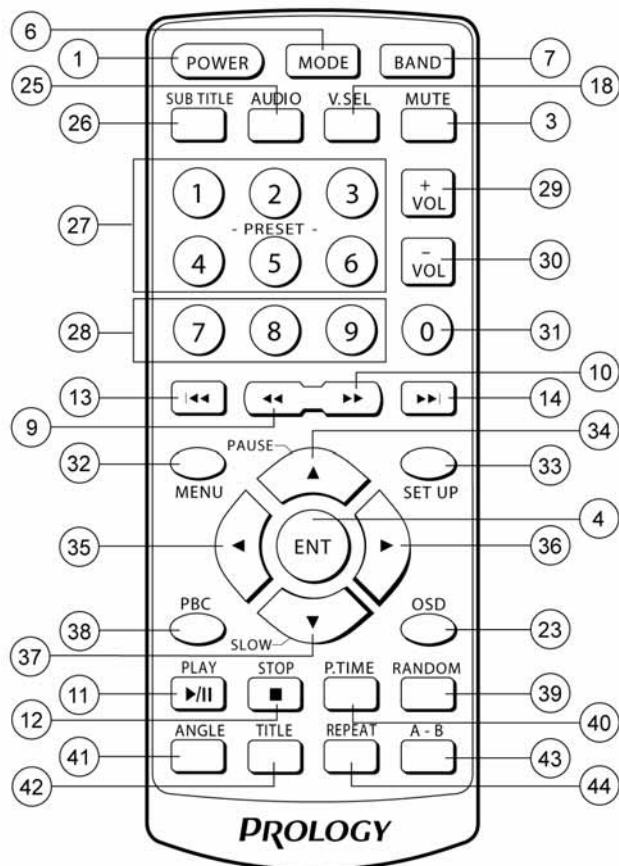 6
1 POWER MODE BAND 7
25 18
SUB TITLE AUDIO V.SEL MUTE
26 3
1 2 3 + VOL 29
27 - PRESET -
4 5 6 − VOL 30
28 7 8 9 0 31
13 |◄◄ ◄◄ ►► ►►| 10
9 14
PAUSE ▲ 34
32 MENU SET UP 33
4
35 ◄ ENT ► 36
38 PBC OSD 23
37 SLOW ▼
PLAY STOP P.TIME RANDOM
11 ►/II ■ 39
12 40
ANGLE TITLE REPEAT A - B
41 43
42 44
PROLOGY